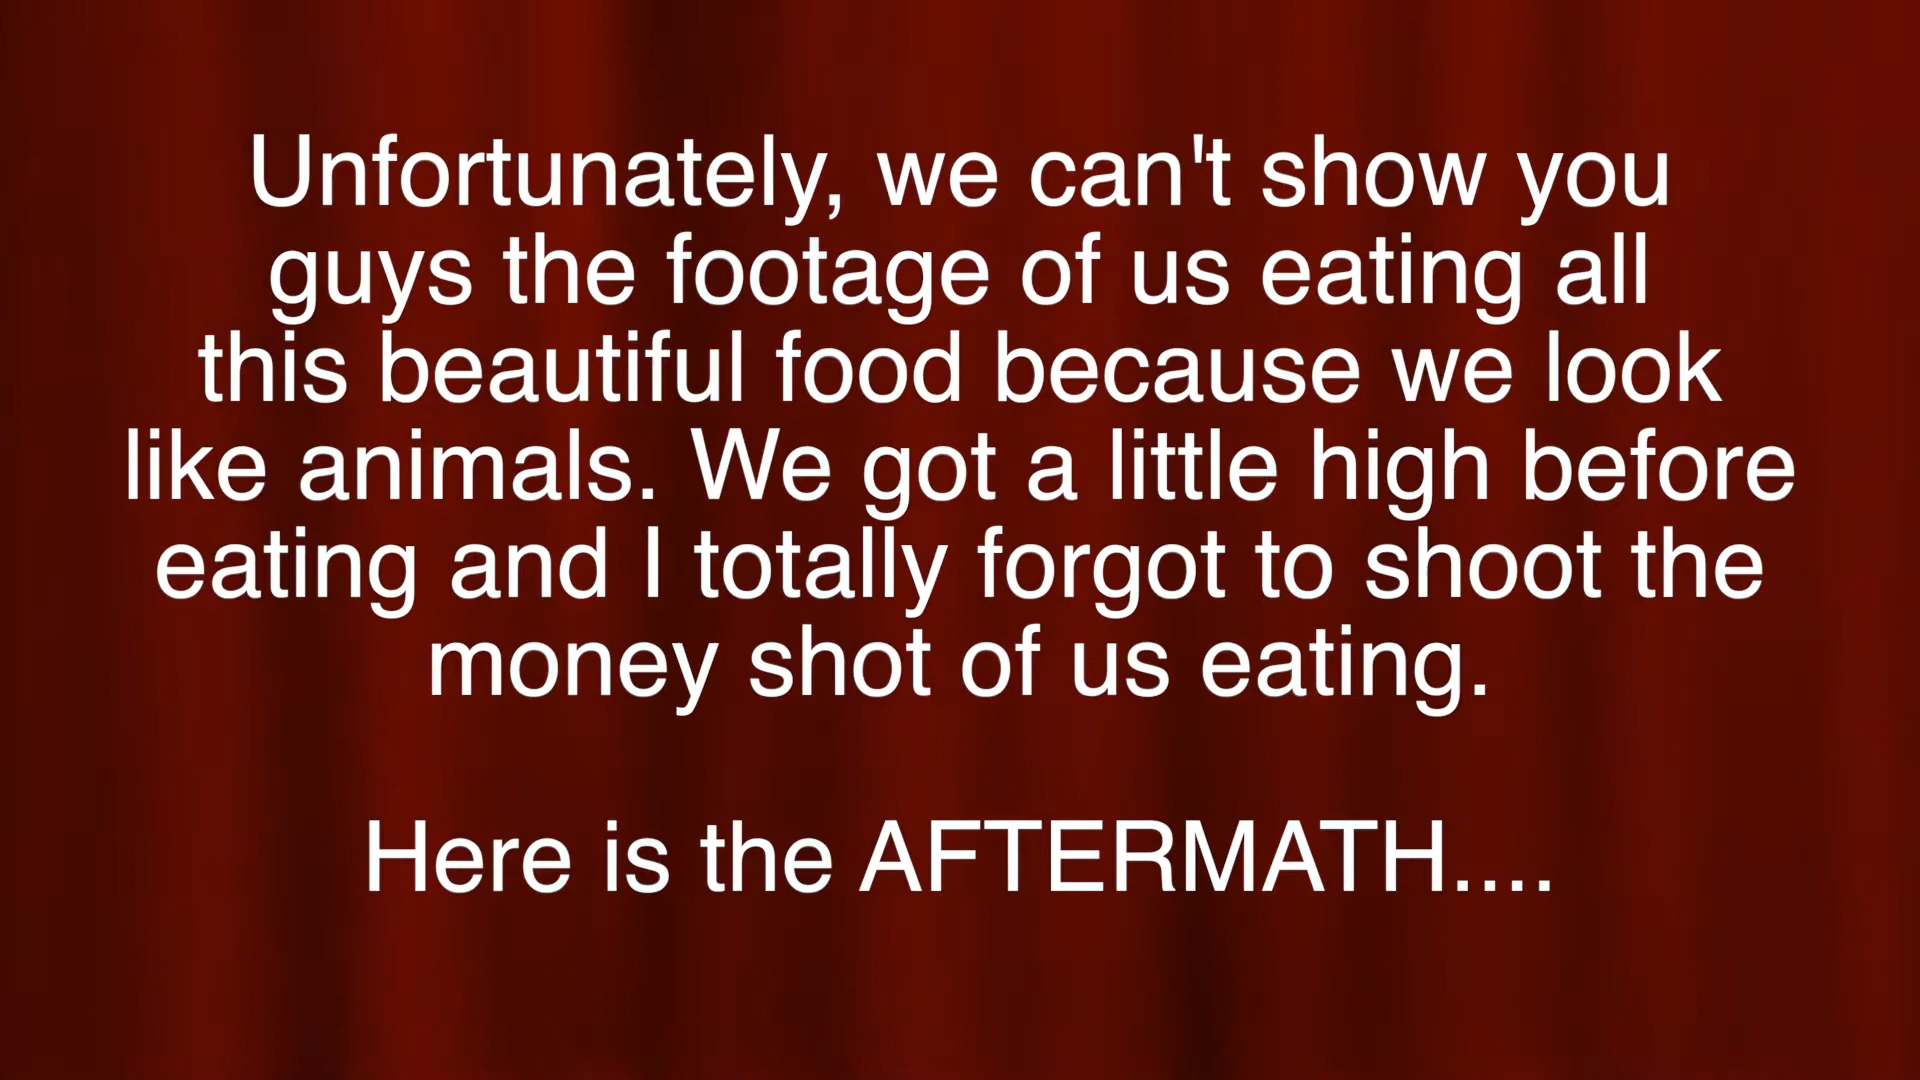 Unfortunately, we can't show you
guys the footage of us eating all
this beautiful food because we look
like animals. We got a little high before
eating and I totally forgot to shoot the
money shot of us eating.
Here is the AFTERMATH....